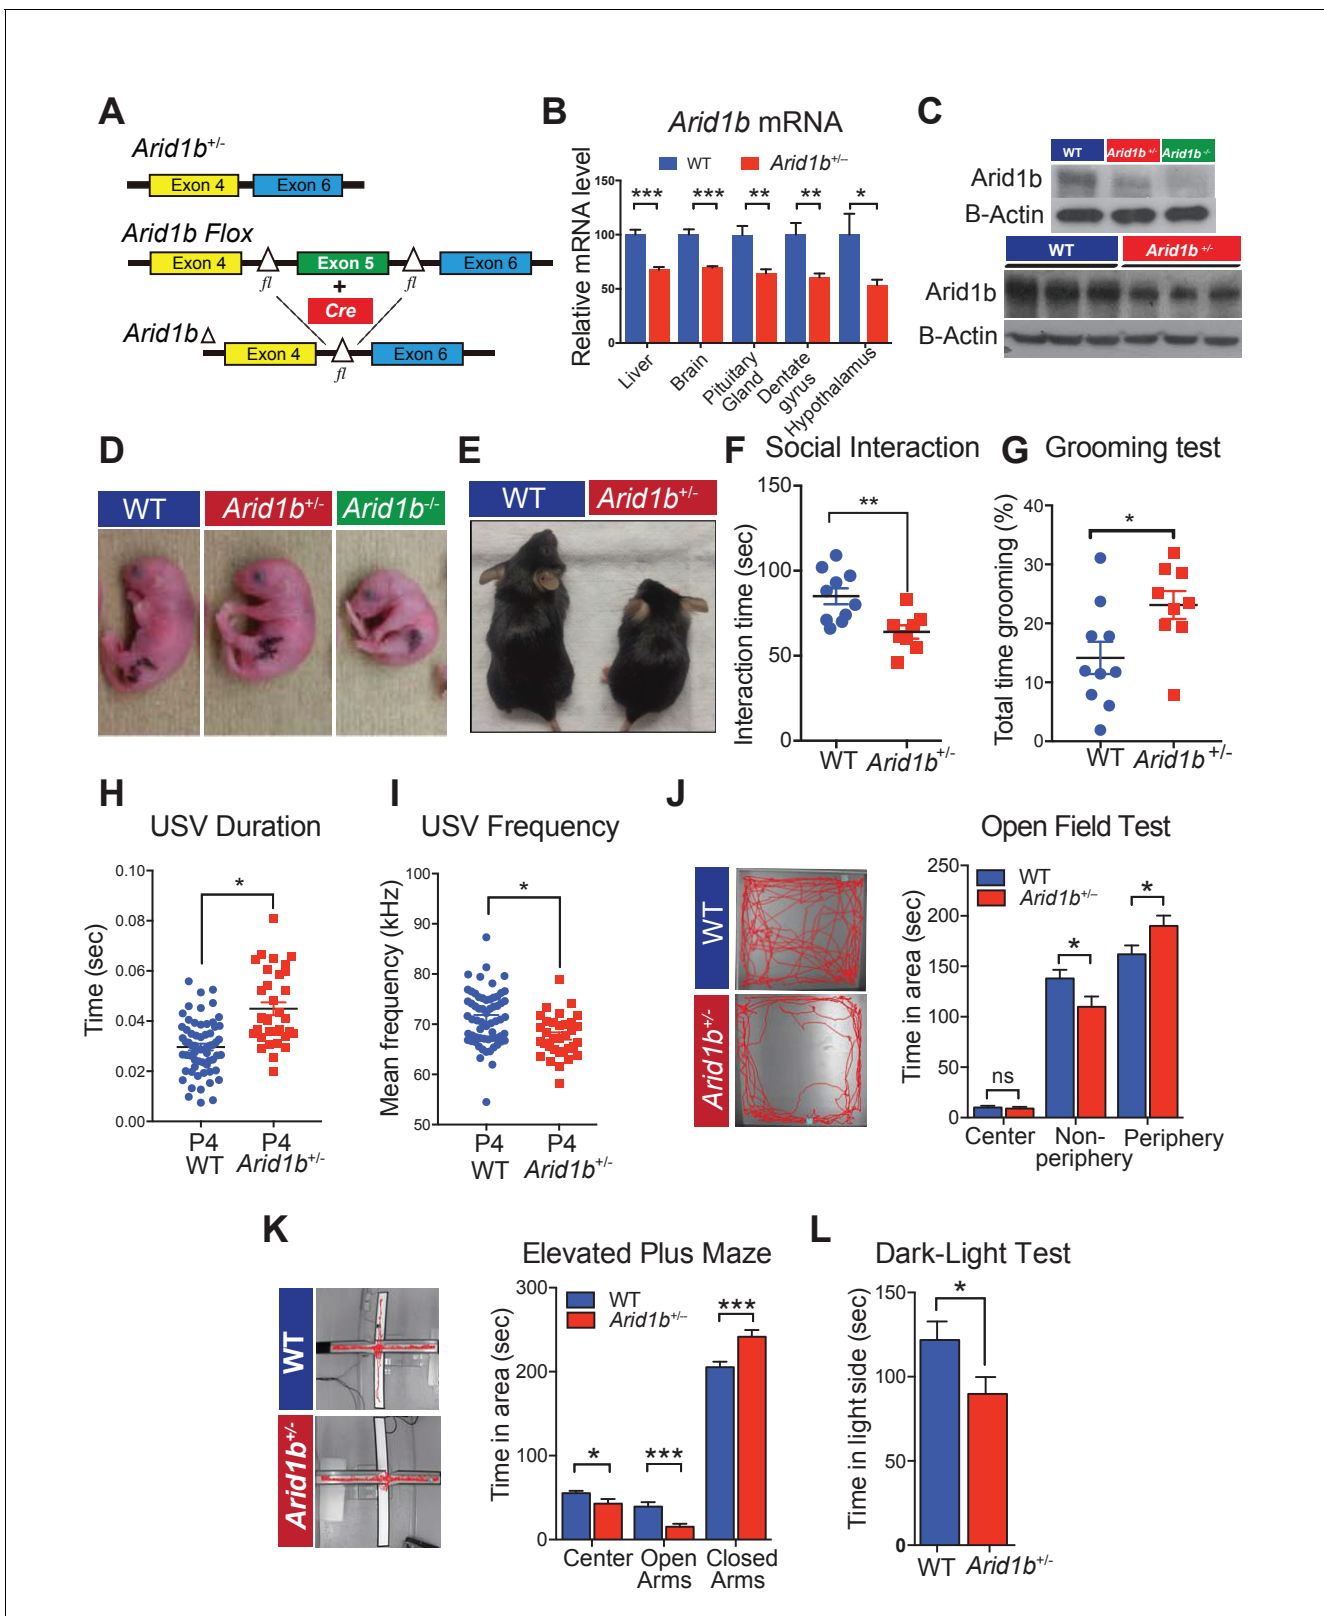 A
Arid1b+/-
Exon 4 Exon 6
Arid1b Flox
Exon 4 Exon 5 Exon 6
fl + fl
Cre
Arid1b Δ
Exon 4 Exon 6
fl
B
Arid1b mRNA
WT Arid1b+/–
Relative mRNA level
150
100
50
0
*** *** ** ** *
Liver
Brain
Pituitary Gland
Dentate gyrus
Hypothalamus
C
WT Arid1b+/- Arid1b-/-
Arid1b
B-Actin
WT Arid1b+/-
Arid1b
B-Actin
D
WT Arid1b+/- Arid1b-/-
E
WT Arid1b+/-
F
Social Interaction
Interaction time (sec)
150
100
50
0
**
WT Arid1b+/-
G
Grooming test
Total time grooming (%)
40
30
20
10
0
*
WT Arid1b+/-
H
USV Duration
Time (sec)
0.10
0.08
0.06
0.04
0.02
0.00
*
P4 P4
WT Arid1b+/-
I
USV Frequency
Mean frequency (kHz)
100
90
80
70
60
50
*
P4 P4
WT Arid1b+/-
J
WT
Arid1b+/-
Open Field Test
WT
Arid1b+/–
Time in area (sec)
250
200
150
100
50
0
ns * *
Center Non-periphery Periphery
K
WT
Arid1b+/-
Elevated Plus Maze
WT
Arid1b+/–
Time in area (sec)
300
200
100
0
* *** ***
Center Open Arms Closed Arms
L
Dark-Light Test
Time in light side (sec)
150
100
50
0
*
WT Arid1b+/-